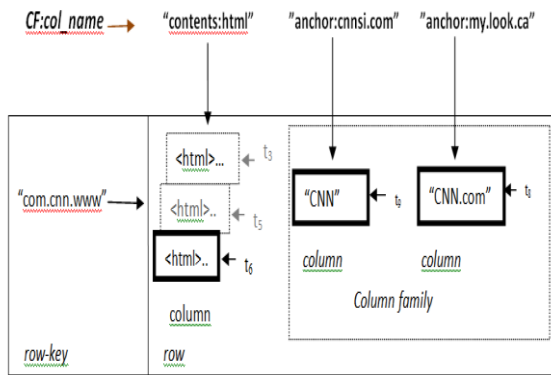 CF:col_name "contents:html" "anchor:cnnsi.com" "anchor:my.look.ca"
<html>... t3
"com.cnn.www" <html>.. t5 "CNN" t9 "CNN.com" t8
<html>.. t6 column column
column Column family
row-key row